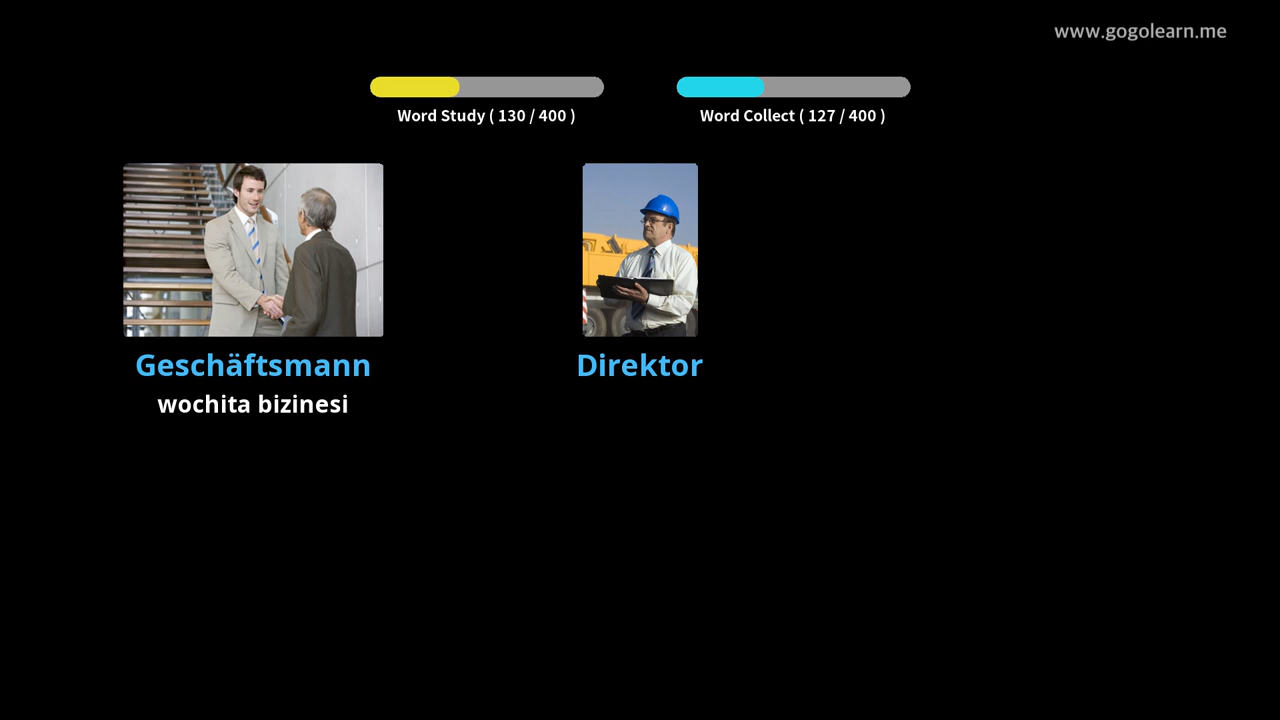 www.gogolearn.me
Word Study ( 130 / 400 )
Word Collect ( 127 / 400 )
Geschäftsmann
wochita bizinesi
Direktor